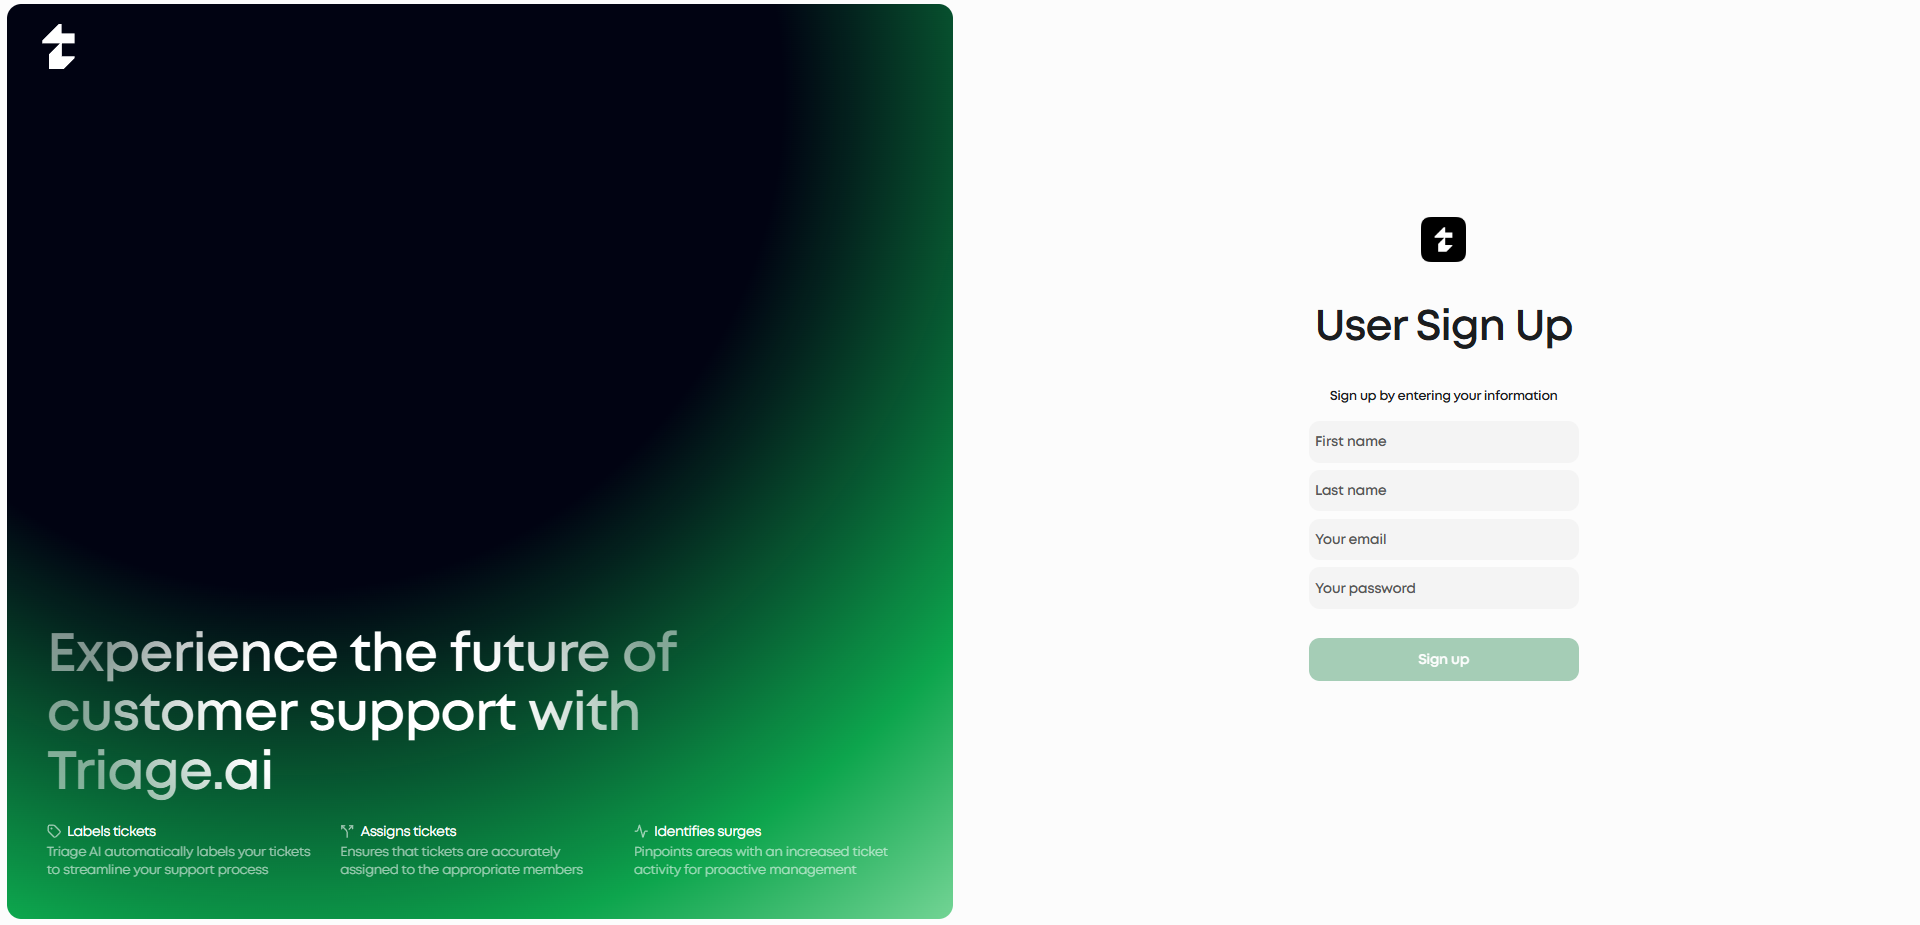 Experience the future of
customer support with
Triage.ai
Labels tickets
Triage AI automatically labels your tickets
to streamline your support process
Assigns tickets
Ensures that tickets are accurately
assigned to the appropriate members
Identifies surges
Pinpoints areas with an increased ticket
activity for proactive management
User Sign Up
Sign up by entering your information
First name
Last name
Your email
Your password
Sign up